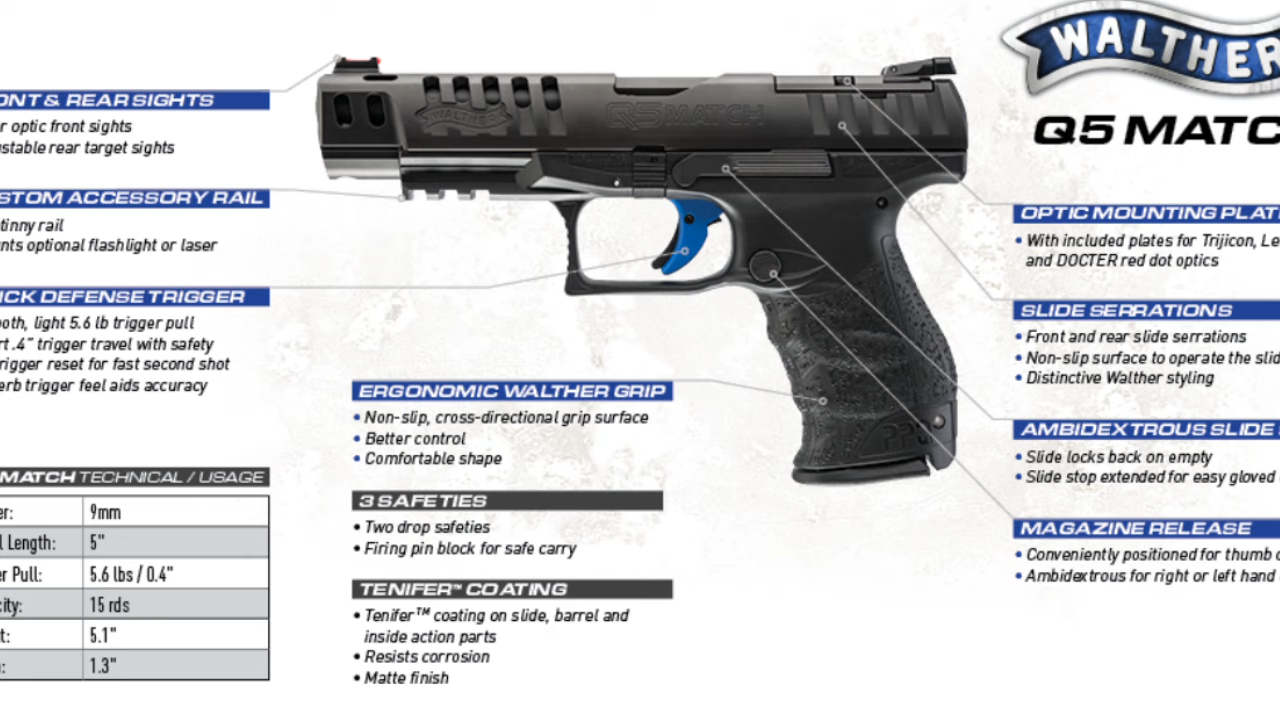 ONT & REAR SIGHTS
r optic front sights
ustable rear target sights
STOM ACCESSORY RAIL
tinny rail
nts optional flashlight or laser
ICK DEFENSE TRIGGER
ooth, light 5.6 lb trigger pull
rt .4" trigger travel with safety
rigger reset for fast second shot
erb trigger feel aids accuracy
MATCH TECHNICAL / USAGE
er: 9mm
l Length: 5"
er Pull: 5.6 lbs / 0.4"
city: 15 rds
t: 5.1"
1.3"
WALTHER
Q5 MATCH
PPQ
ERGONOMIC WALTHER GRIP
• Non-slip, cross-directional grip surface
• Better control
• Comfortable shape
3 SAFETIES
• Two drop safeties
• Firing pin block for safe carry
TENIFER™ COATING
• Tenifer™ coating on slide, barrel and
inside action parts
• Resists corrosion
• Matte finish
WALTHER
Q5 MATC
OPTIC MOUNTING PLAT
• With included plates for Trijicon, Le
and DOCTER red dot optics
SLIDE SERRATIONS
• Front and rear slide serrations
• Non-slip surface to operate the slid
• Distinctive Walther styling
AMBIDEXTROUS SLIDE
• Slide locks back on empty
• Slide stop extended for easy gloved
MAGAZINE RELEASE
• Conveniently positioned for thumb
• Ambidextrous for right or left hand